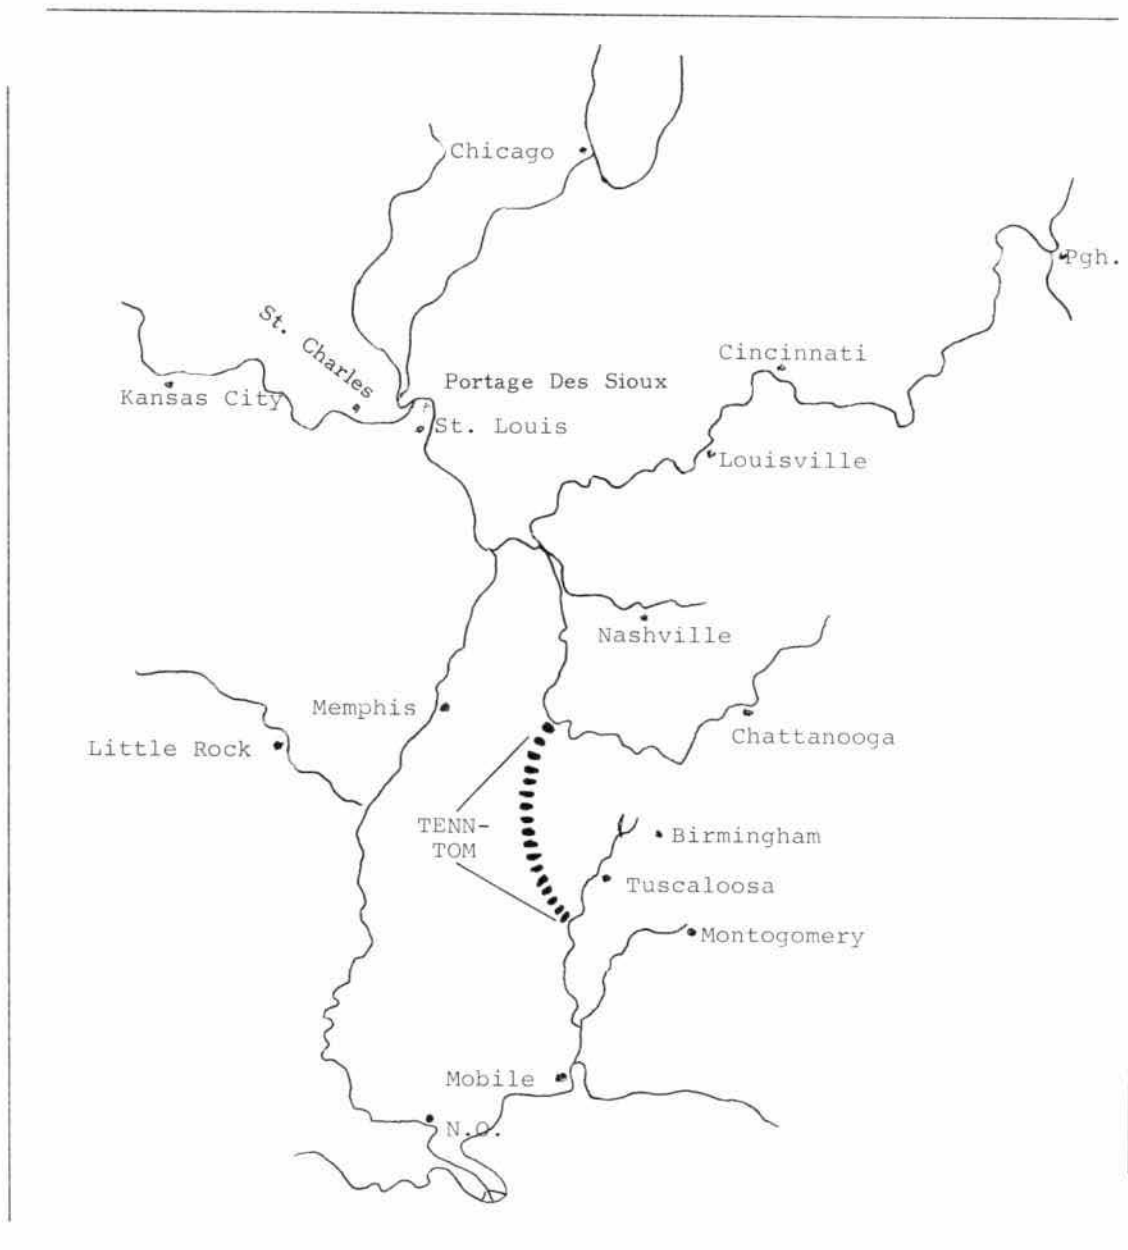 Chicago
Pgh.
St. Charles
Cincinnati
Portage Des Sioux
Kansas City
St. Louis
Louisville
Nashville
Memphis
Chattanooga
Little Rock
TENN-
TOM
Birmingham
Tuscaloosa
Montogomery
Mobile
N.O.